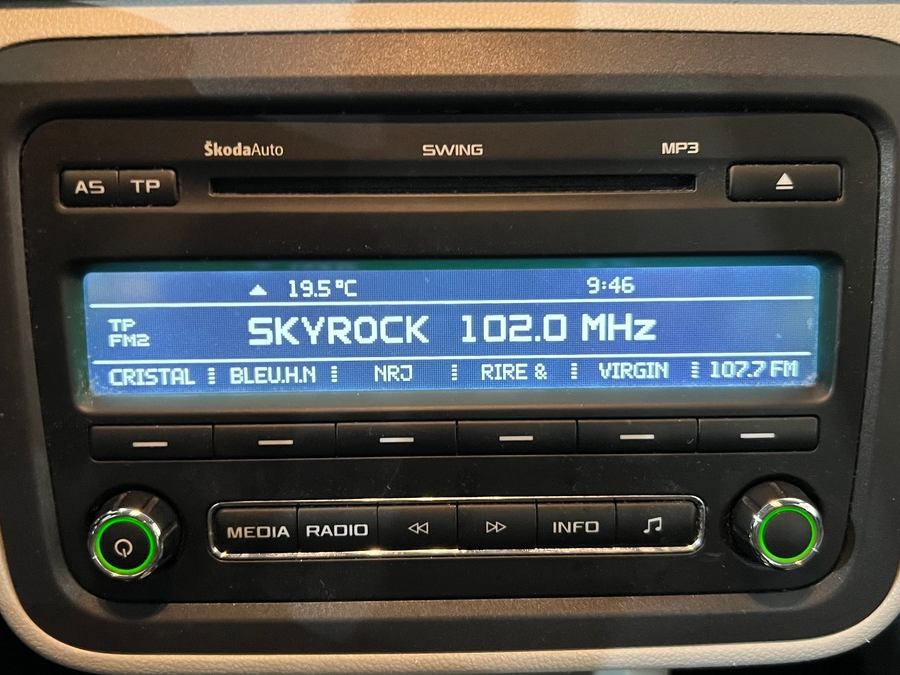 ŠkodaAuto SWING MP3
AS TP
19.5°C 9:46
TP
FM2
SKYROCK 102.0 MHz
CRISTAL BLEU.H.N NRJ RIRE & VIRGIN 107.7 FM
MEDIA RADIO INFO